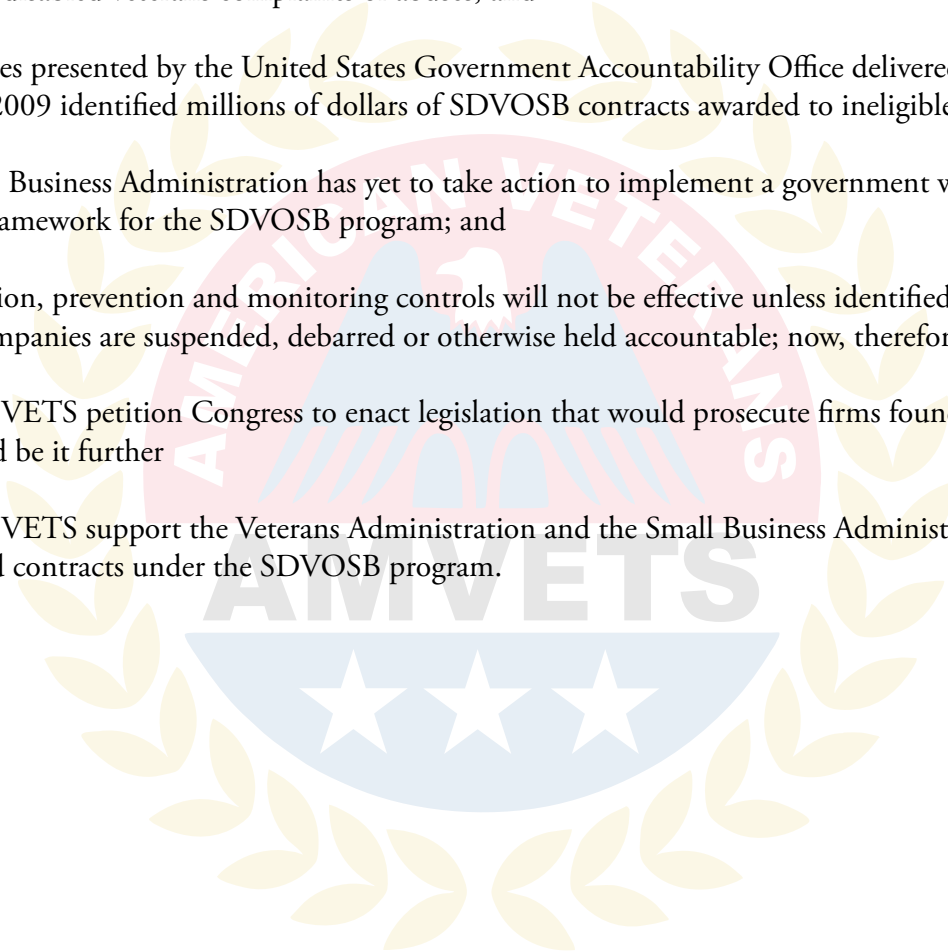 es presented by the United States Government Accountability Office delivered
2009 identified millions of dollars of SDVOSB contracts awarded to ineligible
Business Administration has yet to take action to implement a government w
amework for the SDVOSB program; and
ion, prevention and monitoring controls will not be effective unless identified
mpanies are suspended, debarred or otherwise held accountable; now, therefor
VETS petition Congress to enact legislation that would prosecute firms foun
d be it further
VETS support the Veterans Administration and the Small Business Administ
d contracts under the SDVOSB program.
AMERICAN VETERANS
AMVETS